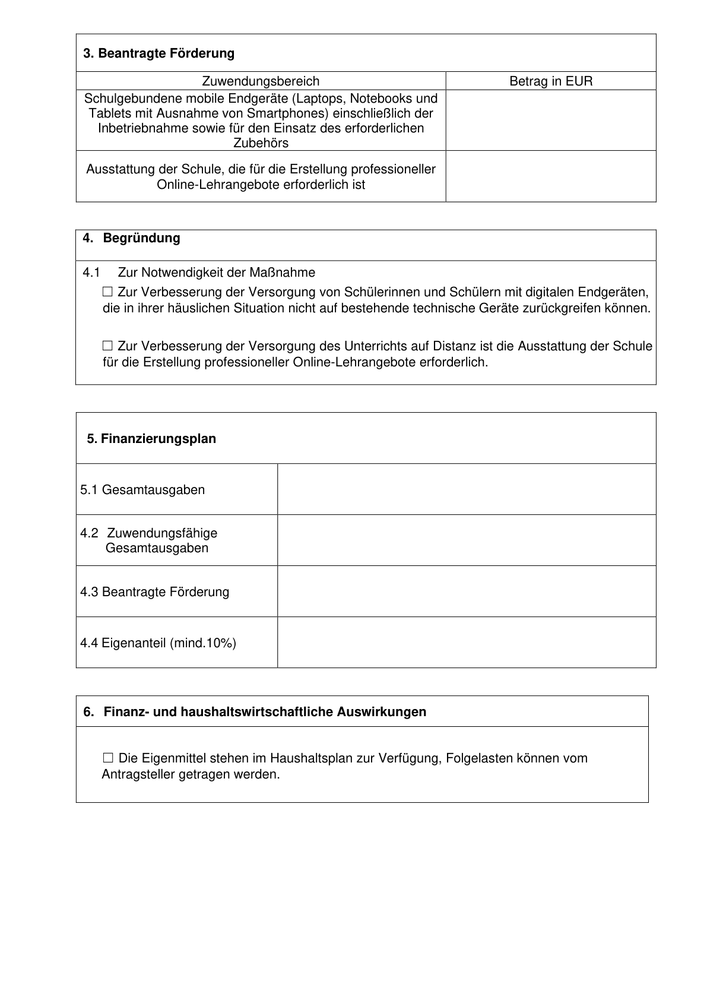 3. Beantragte Förderung
Zuwendungsbereich
Betrag in EUR
Schulgebundene mobile Endgeräte (Laptops, Notebooks und
Tablets mit Ausnahme von Smartphones) einschließlich der
Inbetriebnahme sowie für den Einsatz des erforderlichen
Zubehörs
Ausstattung der Schule, die für die Erstellung professioneller
Online-Lehrangebote erforderlich ist
4. Begründung
4.1 Zur Notwendigkeit der Maßnahme
☐ Zur Verbesserung der Versorgung von Schülerinnen und Schülern mit digitalen Endgeräten,
die in ihrer häuslichen Situation nicht auf bestehende technische Geräte zurückgreifen können.
☐ Zur Verbesserung der Versorgung des Unterrichts auf Distanz ist die Ausstattung der Schule
für die Erstellung professioneller Online-Lehrangebote erforderlich.
5. Finanzierungsplan
5.1 Gesamtausgaben
4.2 Zuwendungsfähige
Gesamtausgaben
4.3 Beantragte Förderung
4.4 Eigenanteil (mind.10%)
6. Finanz- und haushaltswirtschaftliche Auswirkungen
☐ Die Eigenmittel stehen im Haushaltsplan zur Verfügung, Folgelasten können vom
Antragsteller getragen werden.